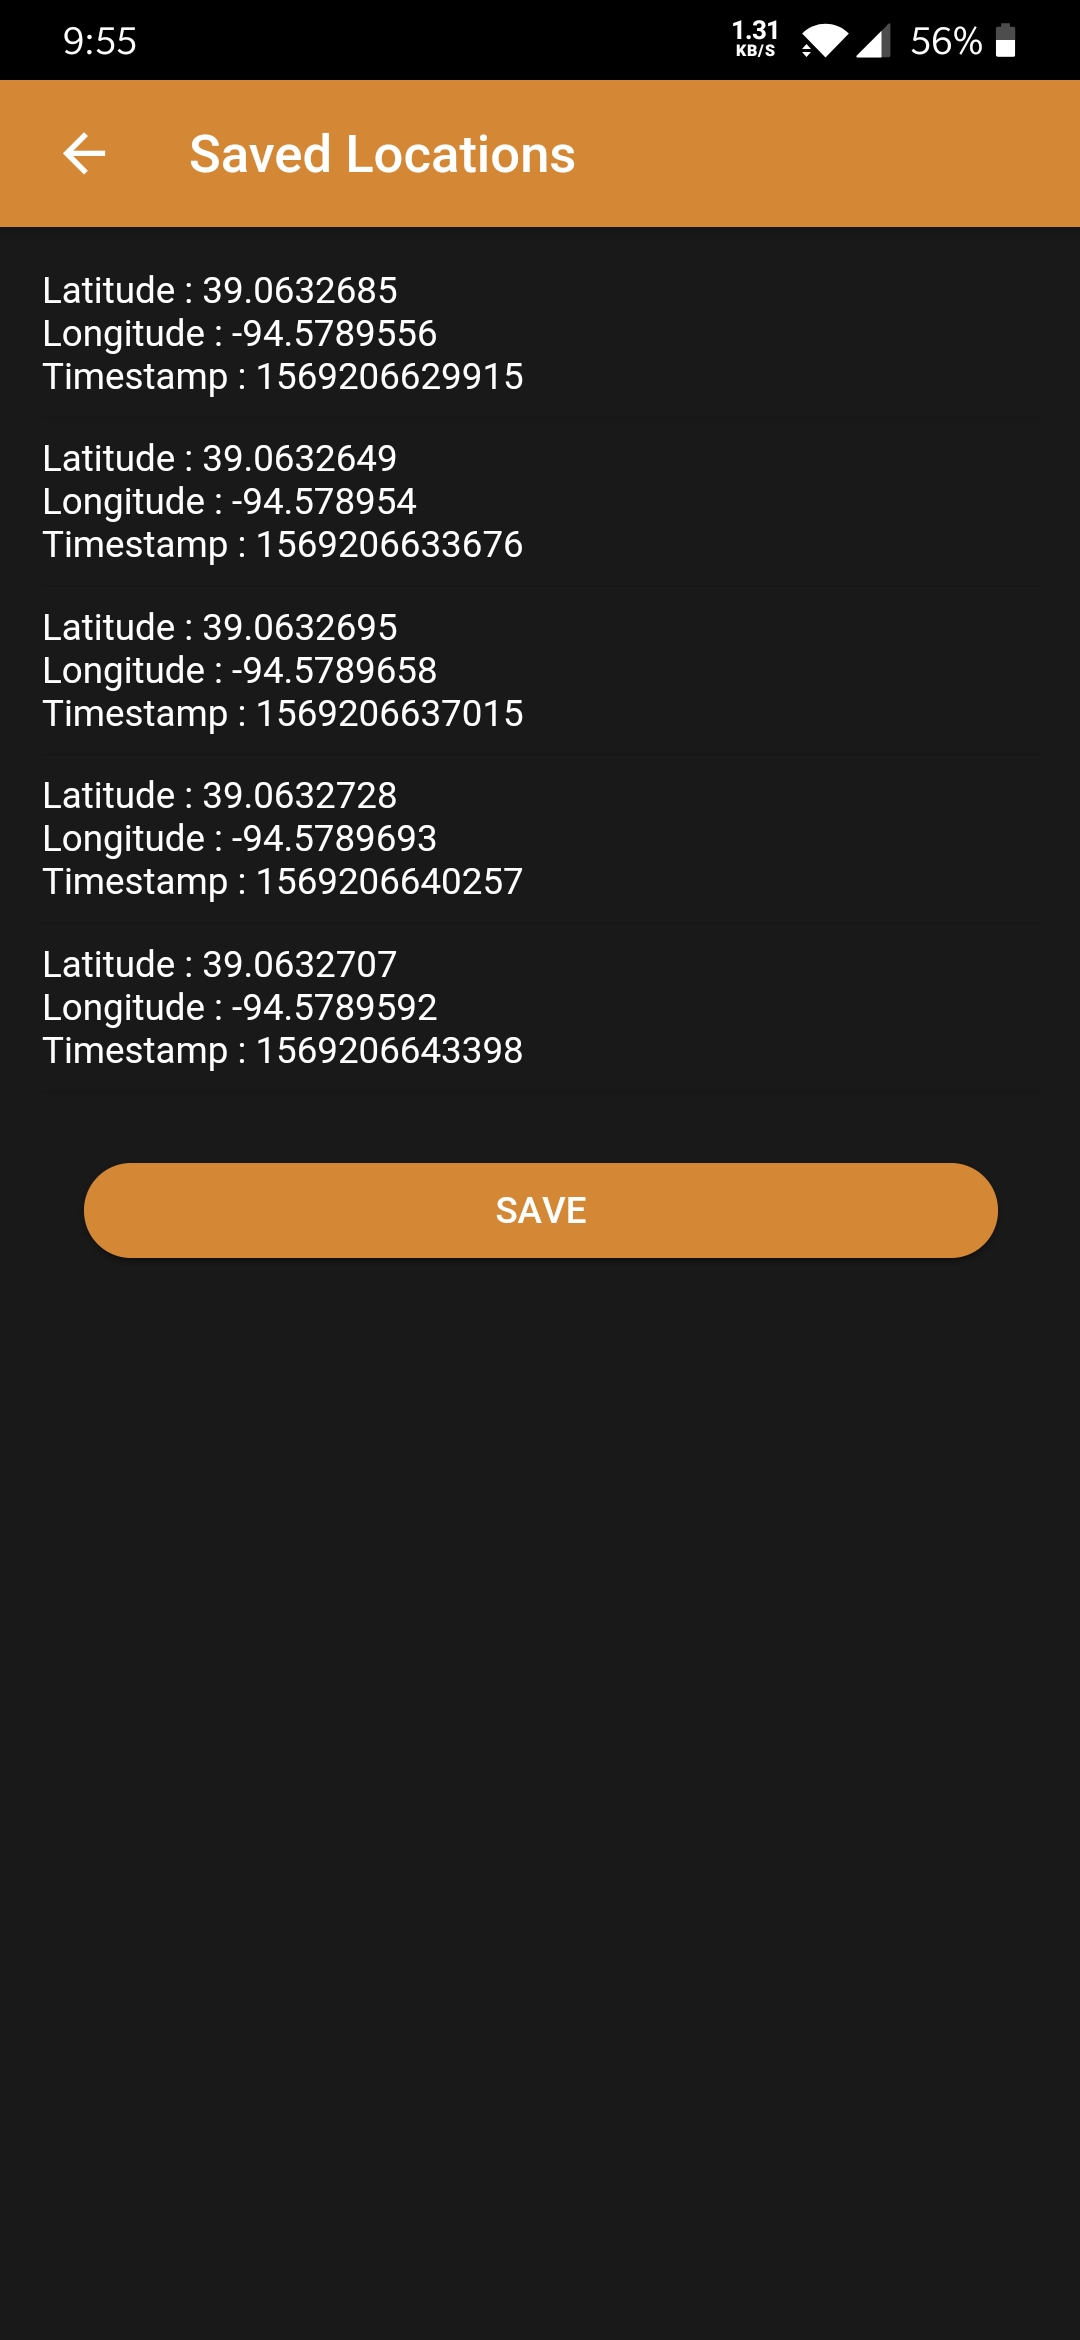 9:55
1.31
KB/S
56%
Saved Locations
Latitude : 39.0632685
Longitude : -94.5789556
Timestamp : 1569206629915
Latitude : 39.0632649
Longitude : -94.578954
Timestamp : 1569206633676
Latitude : 39.0632695
Longitude : -94.5789658
Timestamp : 1569206637015
Latitude : 39.0632728
Longitude : -94.5789693
Timestamp : 1569206640257
Latitude : 39.0632707
Longitude : -94.5789592
Timestamp : 1569206643398
SAVE